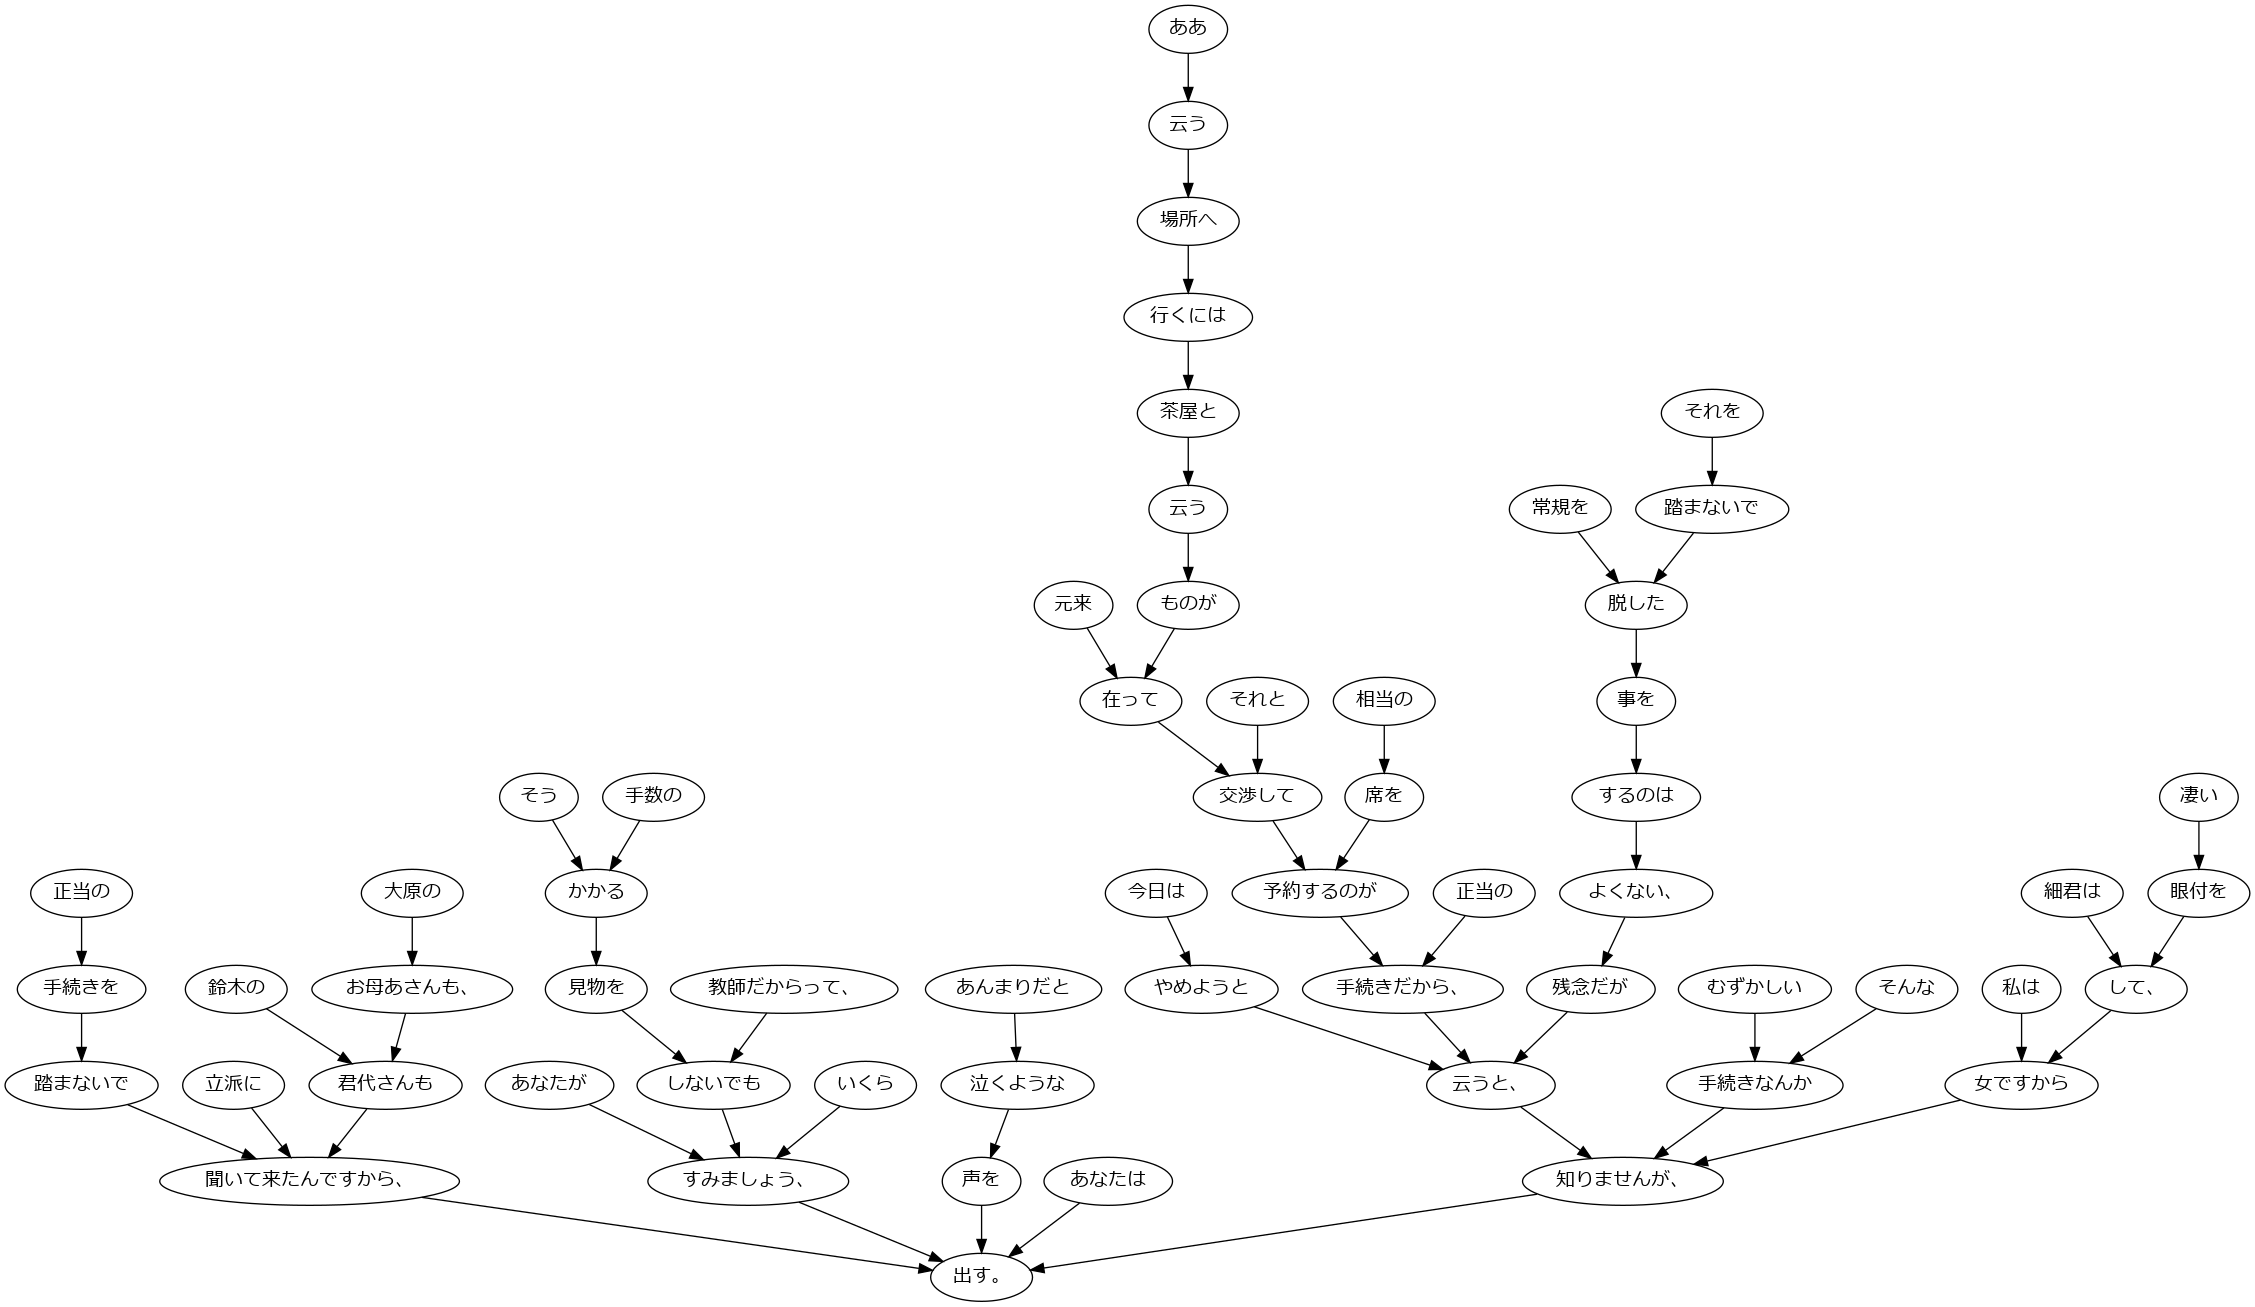 ああ
云う
場所へ
行くには
茶屋と
それを
云う
常規を
踏まないで
元来
ものが
脱した
在って
それと
相当の
事を
そう
手数の
交渉して
席を
するのは
凄い
正当の
大原の
かかる
今日は
予約するのが
正当の
よくない、
細君は
眼付を
手続きを
鈴木の
お母あさんも、
見物を
教師だからって、
あんまりだと
やめようと
手続きだから、
残念だが
むずかしい
そんな
私は
して、
踏まないで
立派に
君代さんも
あなたが
しないでも
いくら
泣くような
云うと、
手続きなんか
女ですから
聞いて来たんですから、
すみましょう、
声を
あなたは
知りませんが、
出す。